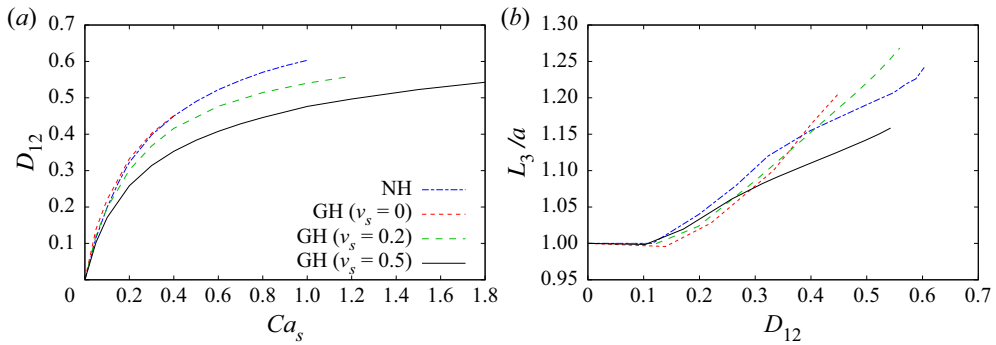 (a)
0.7
0.6
0.5
0.4
0.3
0.2
0.1
D12
0 0.2 0.4 0.6 0.8 1.0 1.2 1.4 1.6 1.8
Cas
NH
GH (νs = 0)
GH (νs = 0.2)
GH (νs = 0.5)
(b)
1.30
1.25
1.20
1.15
1.10
1.05
1.00
0.95
L3/a
0 0.1 0.2 0.3 0.4 0.5 0.6 0.7
D12